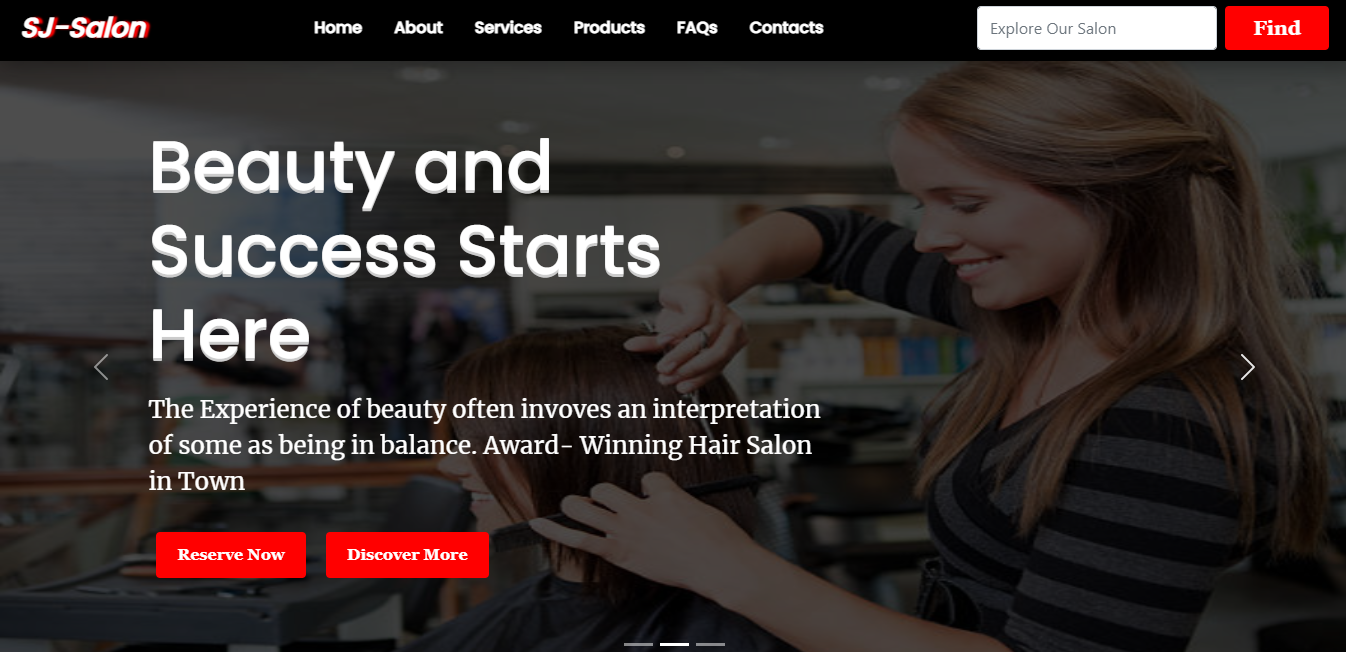 SJ-Salon
Home About Services Products FAQs Contacts
Explore Our Salon
Find
Beauty and
Success Starts
Here
The Experience of beauty often invoves an interpretation
of some as being in balance. Award- Winning Hair Salon
in Town
Reserve Now
Discover More